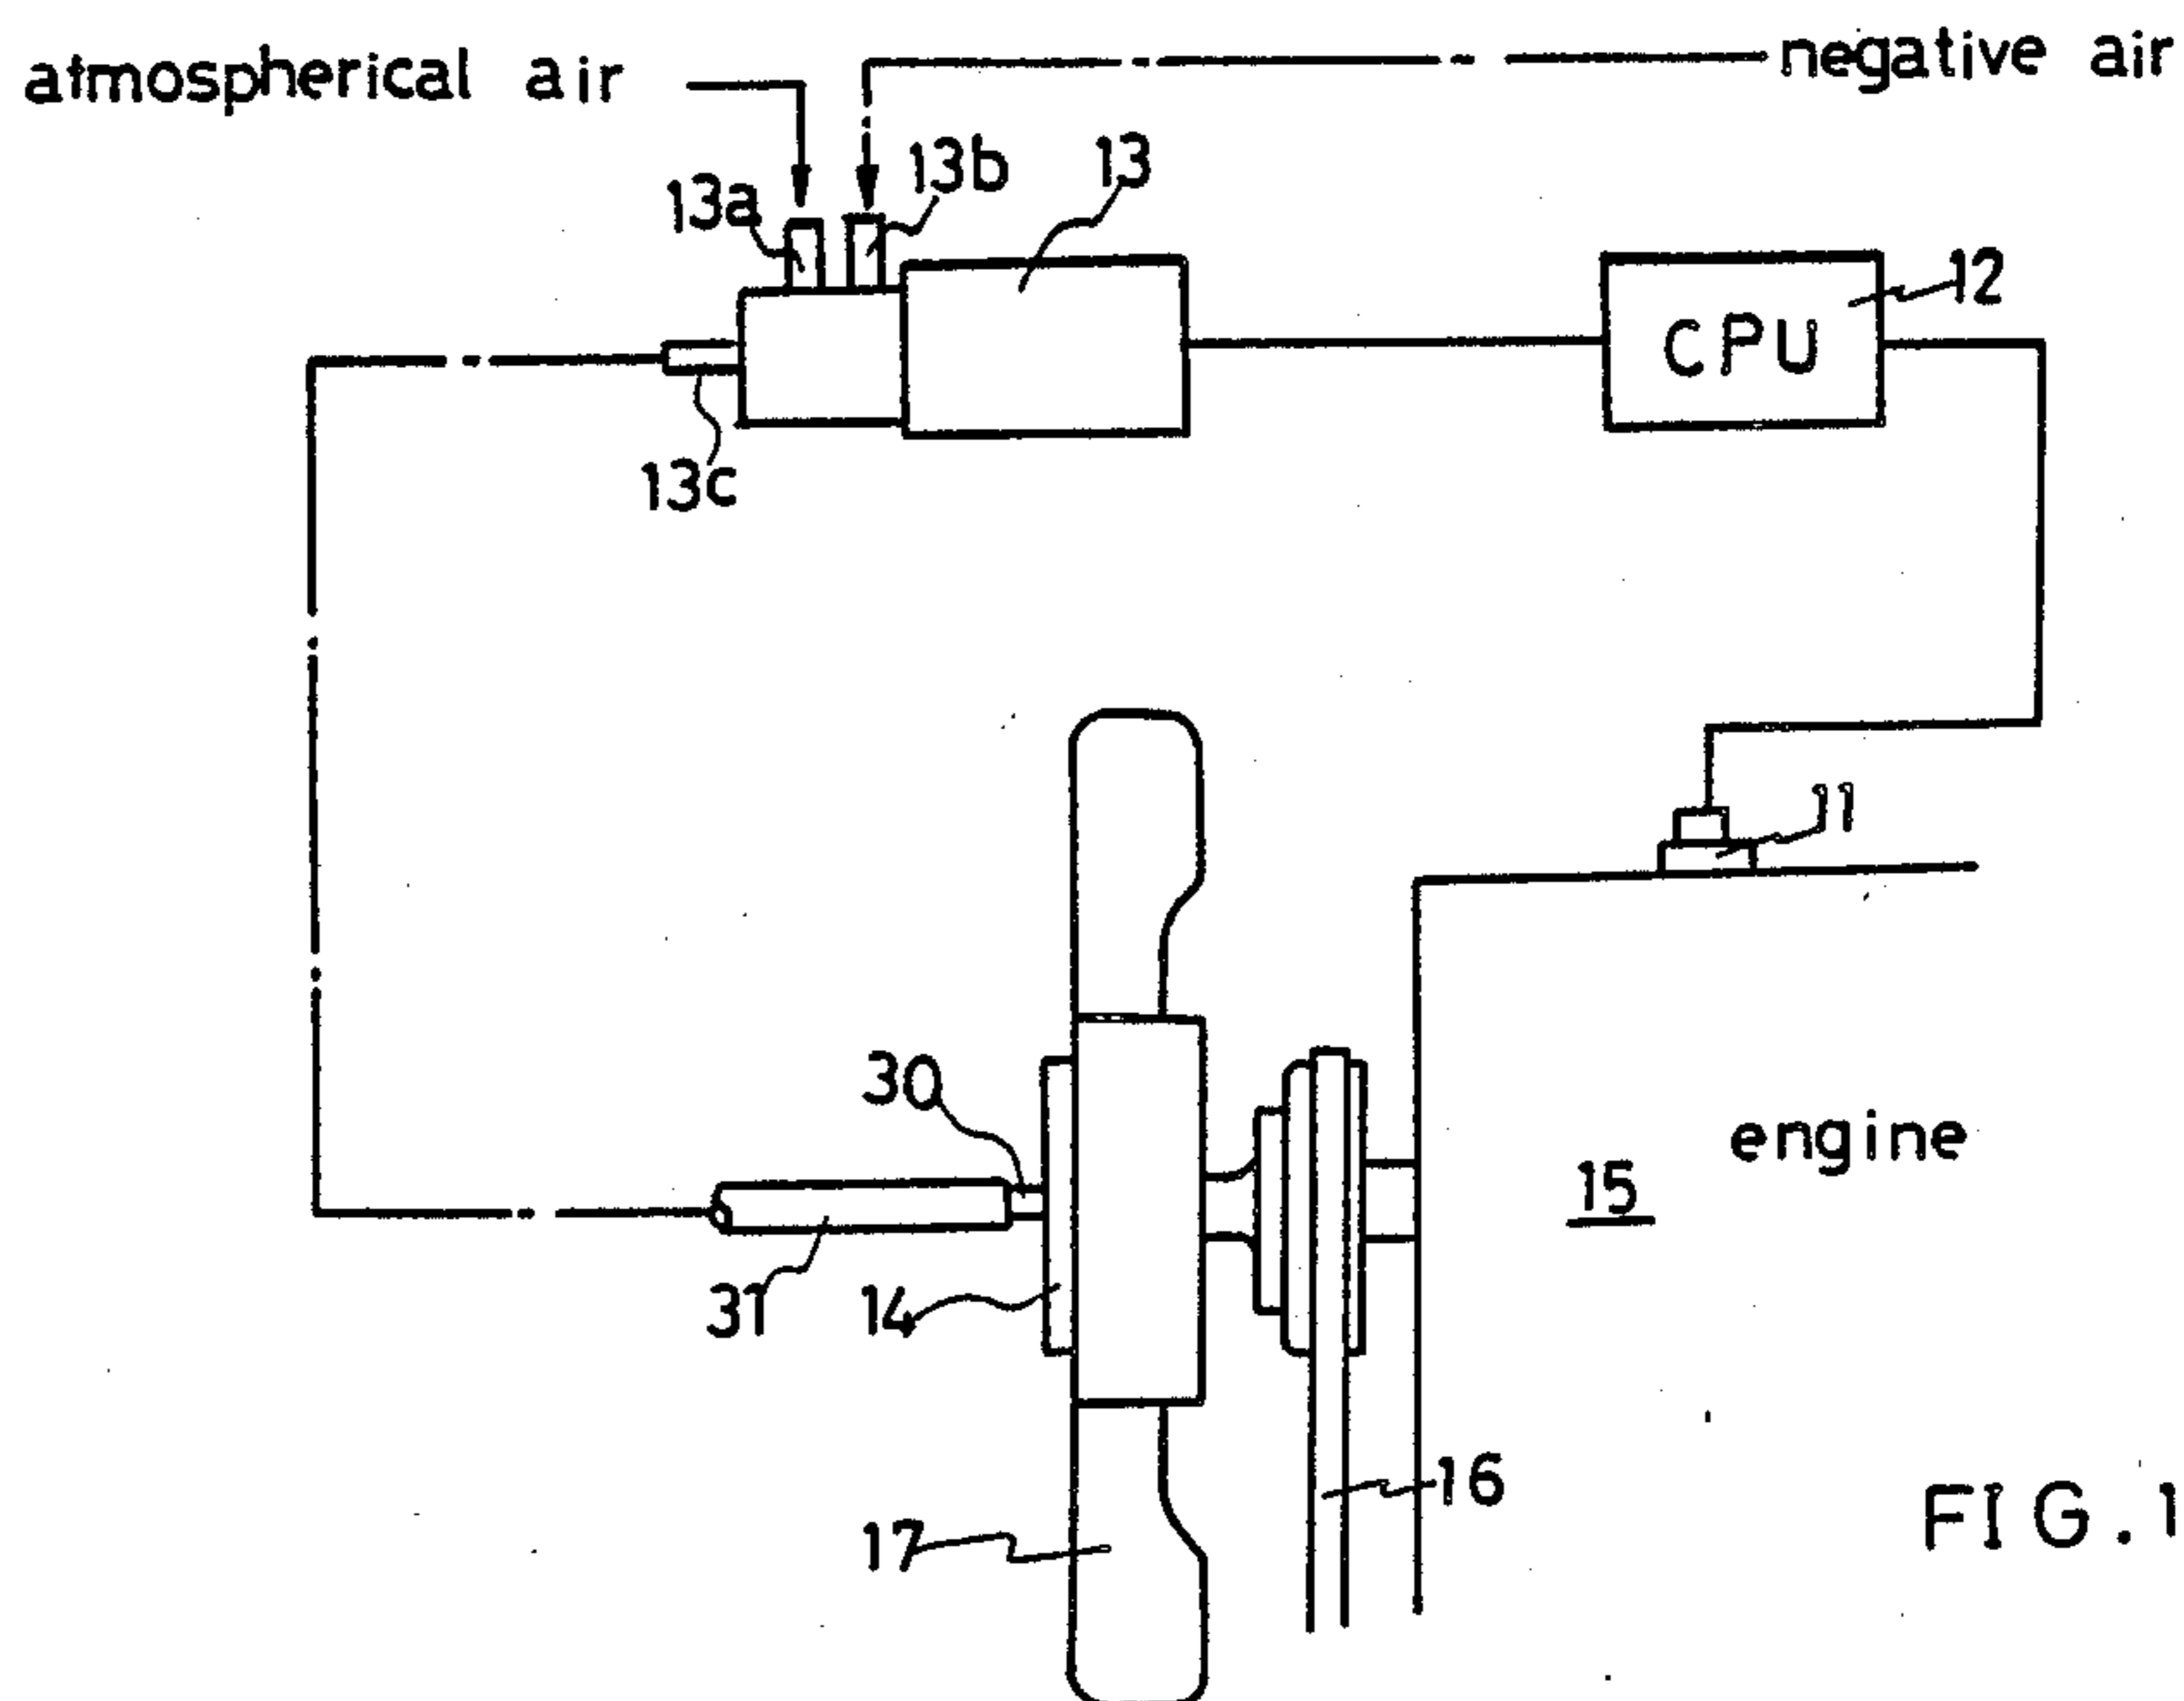 atmospherical air
negative air
13a
13b
13
12
CPU
13c
11
30
engine
15
31
14
16
17
FIG.1